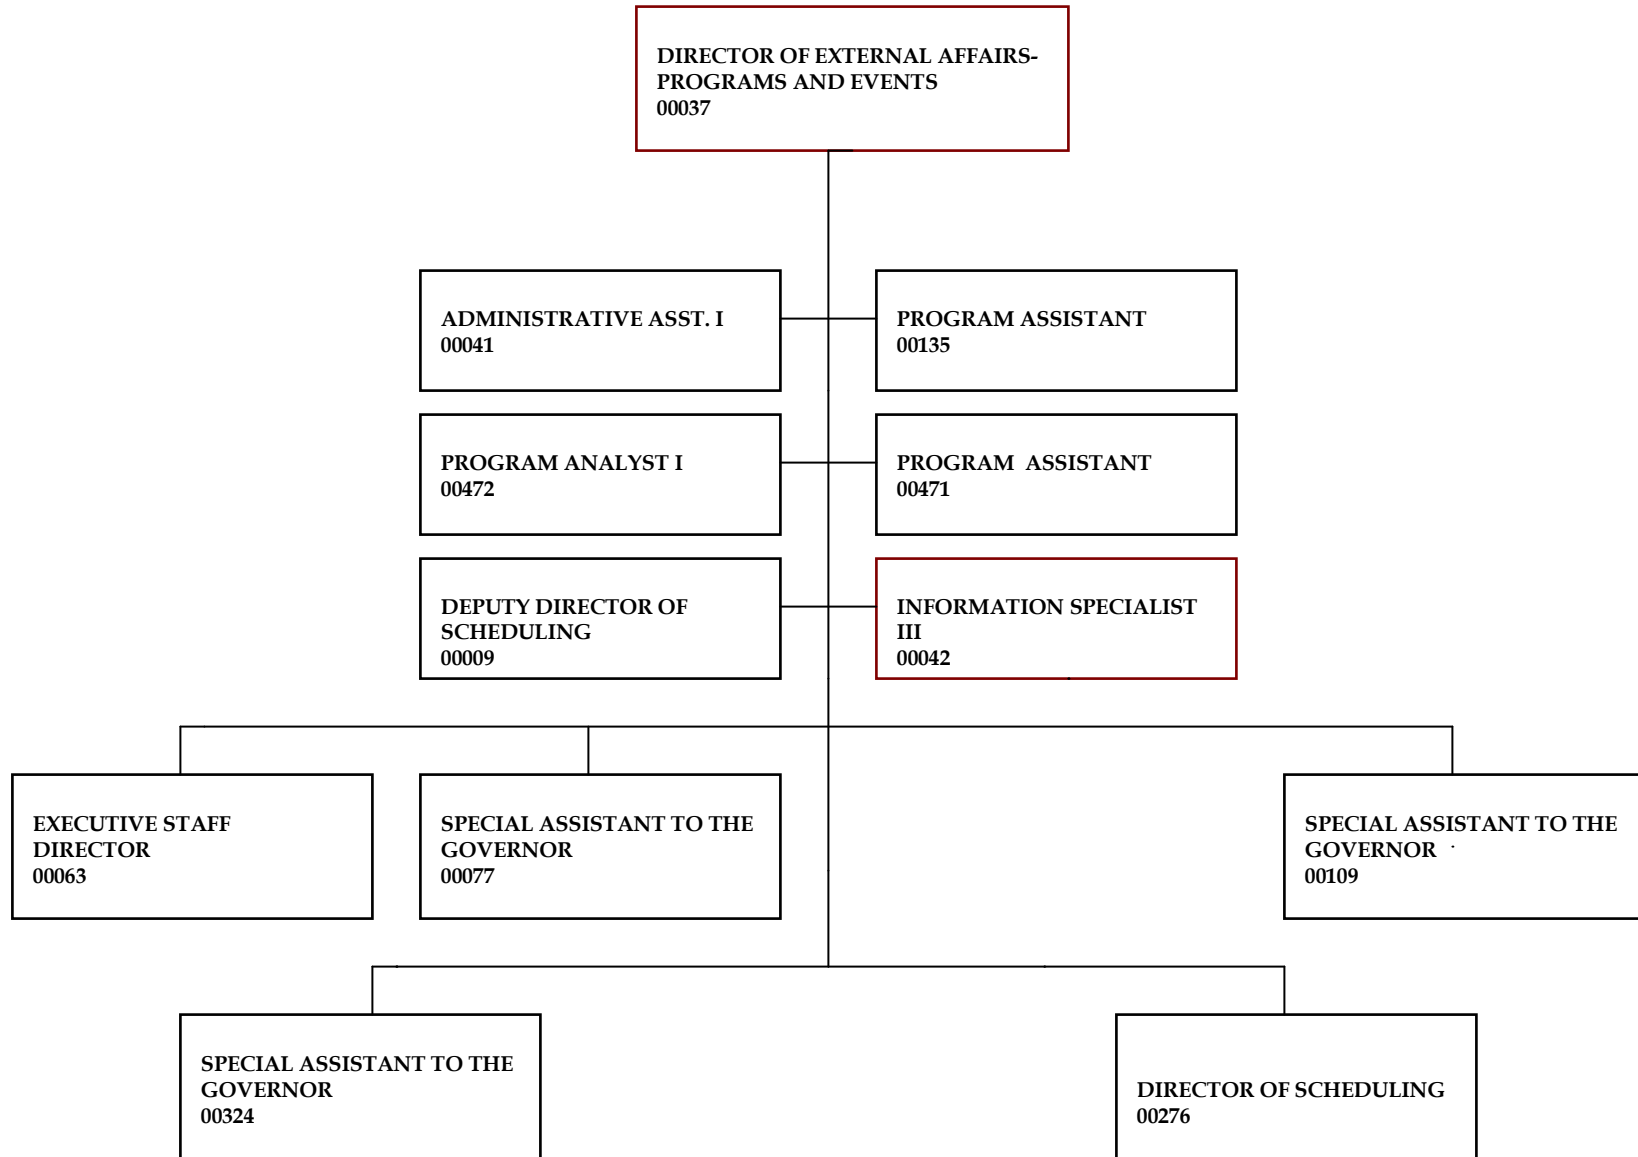 DIRECTOR OF EXTERNAL AFFAIRS-
PROGRAMS AND EVENTS
00037
ADMINISTRATIVE ASST. I
00041
PROGRAM ASSISTANT
00135
PROGRAM ANALYST I
00472
PROGRAM  ASSISTANT
00471
DEPUTY DIRECTOR OF
SCHEDULING
00009
INFORMATION SPECIALIST
III
00042
EXECUTIVE STAFF
DIRECTOR
00063
SPECIAL ASSISTANT TO THE
GOVERNOR
00077
SPECIAL ASSISTANT TO THE
GOVERNOR
00109
SPECIAL ASSISTANT TO THE
GOVERNOR
00324
DIRECTOR OF SCHEDULING
00276